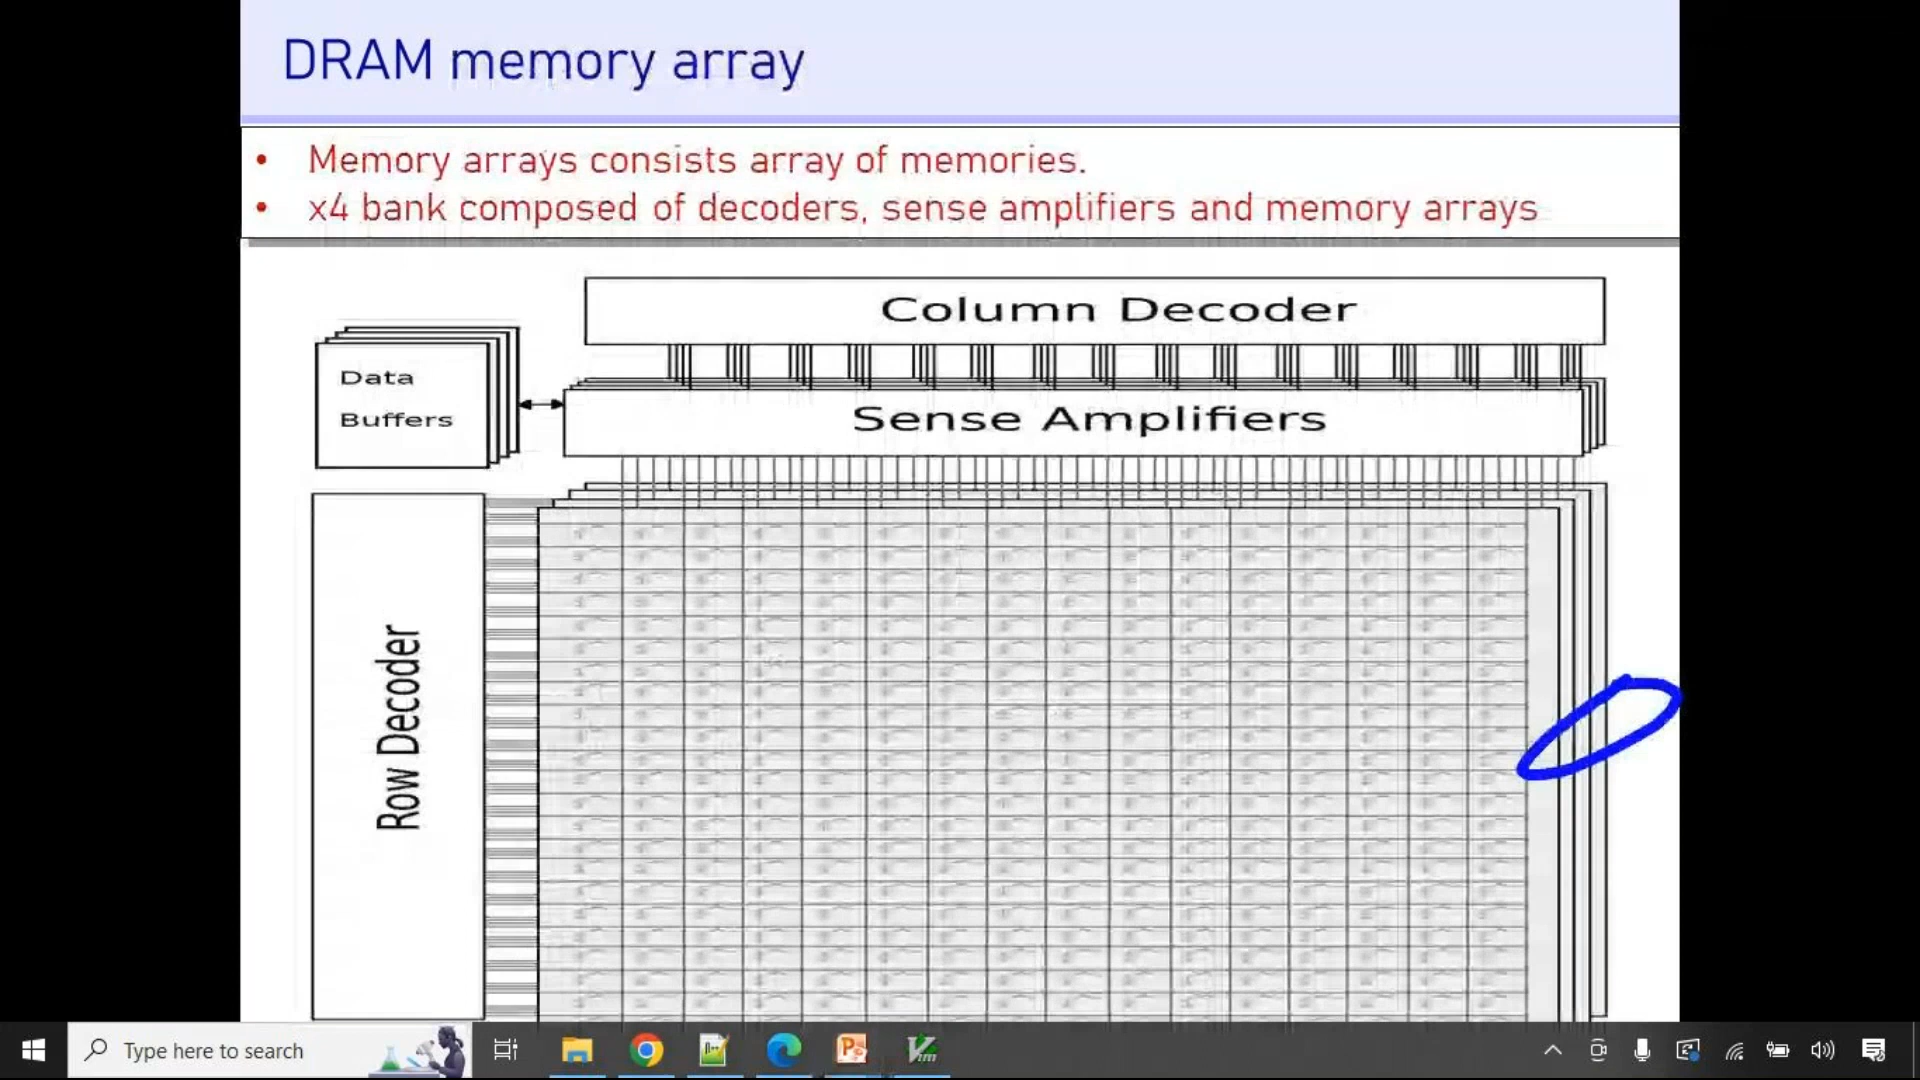 DRAM memory array
• Memory arrays consists array of memories.
• x4 bank composed of decoders, sense amplifiers and memory arrays
Column Decoder
Data
Buffers
Sense Amplifiers
Row Decoder
Type here to search